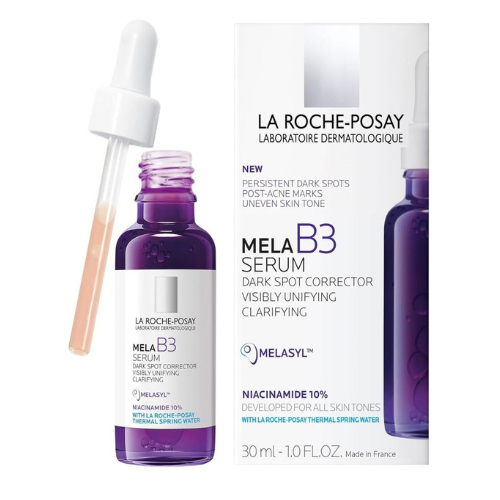 LA ROCHE-POSAY
LABORATOIRE DERMATOLOGIQUE
MELA B3
SERUM
DARK SPOT CORRECTOR
VISIBLY UNIFYING
CLARIFYING
MELASYL™
NIACINAMIDE 10%
WITH LA ROCHE-POSAY
THERMAL SPRING WATER
LA ROCHE-POSAY
LABORATOIRE DERMATOLOGIQUE
NEW
PERSISTENT DARK SPOTS
POST-ACNE MARKS
UNEVEN SKIN TONE
MELA B3
SERUM
DARK SPOT CORRECTOR
VISIBLY UNIFYING
CLARIFYING
MELASYL™
NIACINAMIDE 10%
DEVELOPED FOR ALL SKIN TONES
WITH LA ROCHE-POSAY THERMAL SPRING WATER
30 ml - 1.0 FL.OZ. Made in France